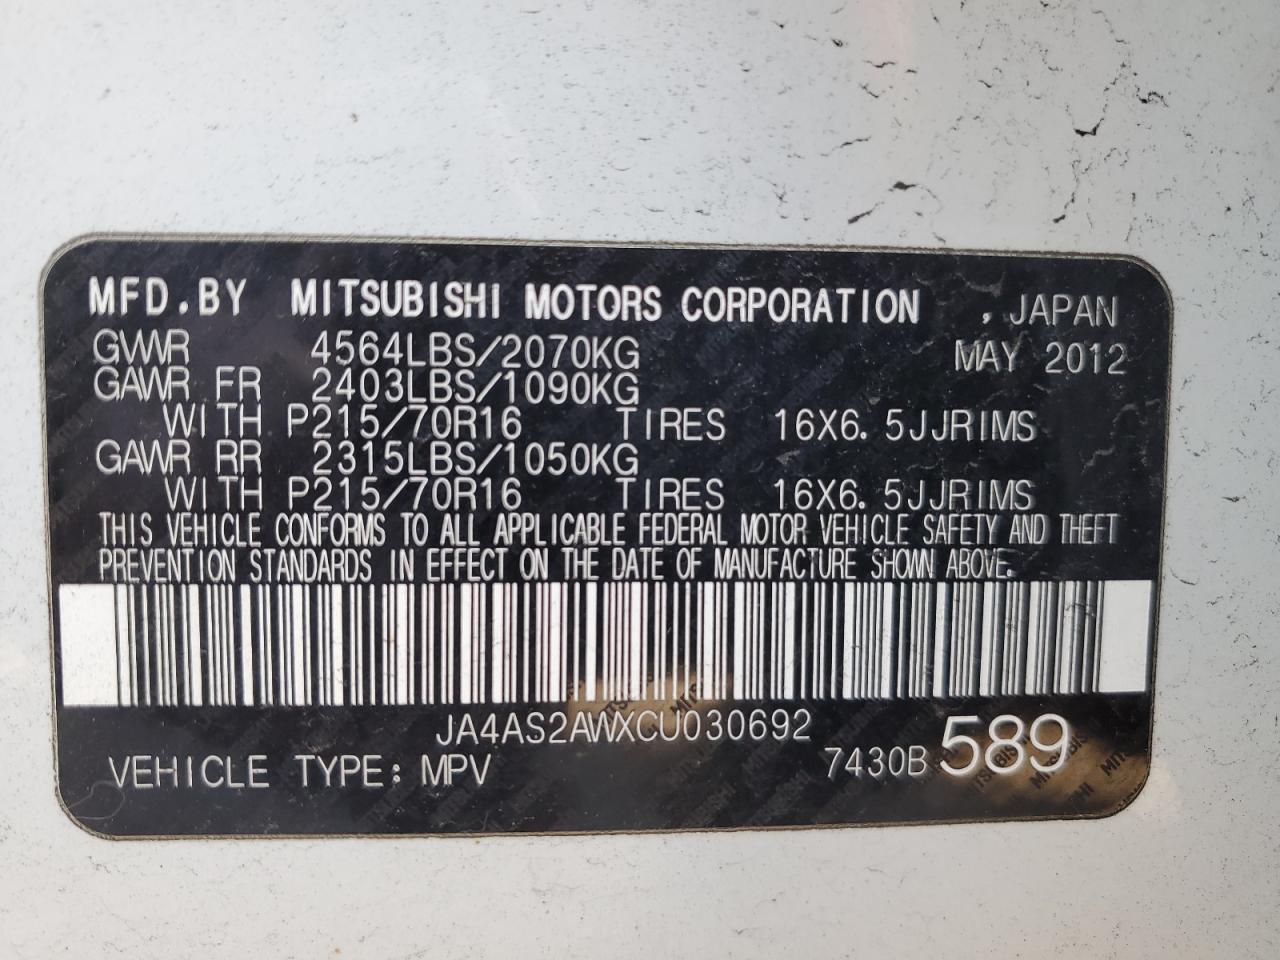 MFD.BY MITSUBISHI MOTORS CORPORATION , JAPAN
GVWR 4564LBS/2070KG MAY 2012
GAWR FR 2403LBS/1090KG
WITH P215/70R16 TIRES 16X6.5JJRIMS
GAWR RR 2315LBS/1050KG
WITH P215/70R16 TIRES 16X6.5JJRIMS
THIS VEHICLE CONFORMS TO ALL APPLICABLE FEDERAL MOTOR VEHICLE SAFETY AND THEFT
PREVENTION STANDARDS IN EFFECT ON THE DATE OF MANUFACTURE SHOWN ABOVE.
JA4AS2AWXCU030692
VEHICLE TYPE: MPV 7430B 589